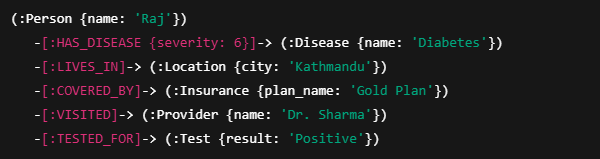 (:Person {name: 'Raj'})
-[:HAS_DISEASE {severity: 6}]-> (:Disease {name: 'Diabetes'})
-[:LIVES_IN]-> (:Location {city: 'Kathmandu'})
-[:COVERED_BY]-> (:Insurance {plan_name: 'Gold Plan'})
-[:VISITED]-> (:Provider {name: 'Dr. Sharma'})
-[:TESTED_FOR]-> (:Test {result: 'Positive'})